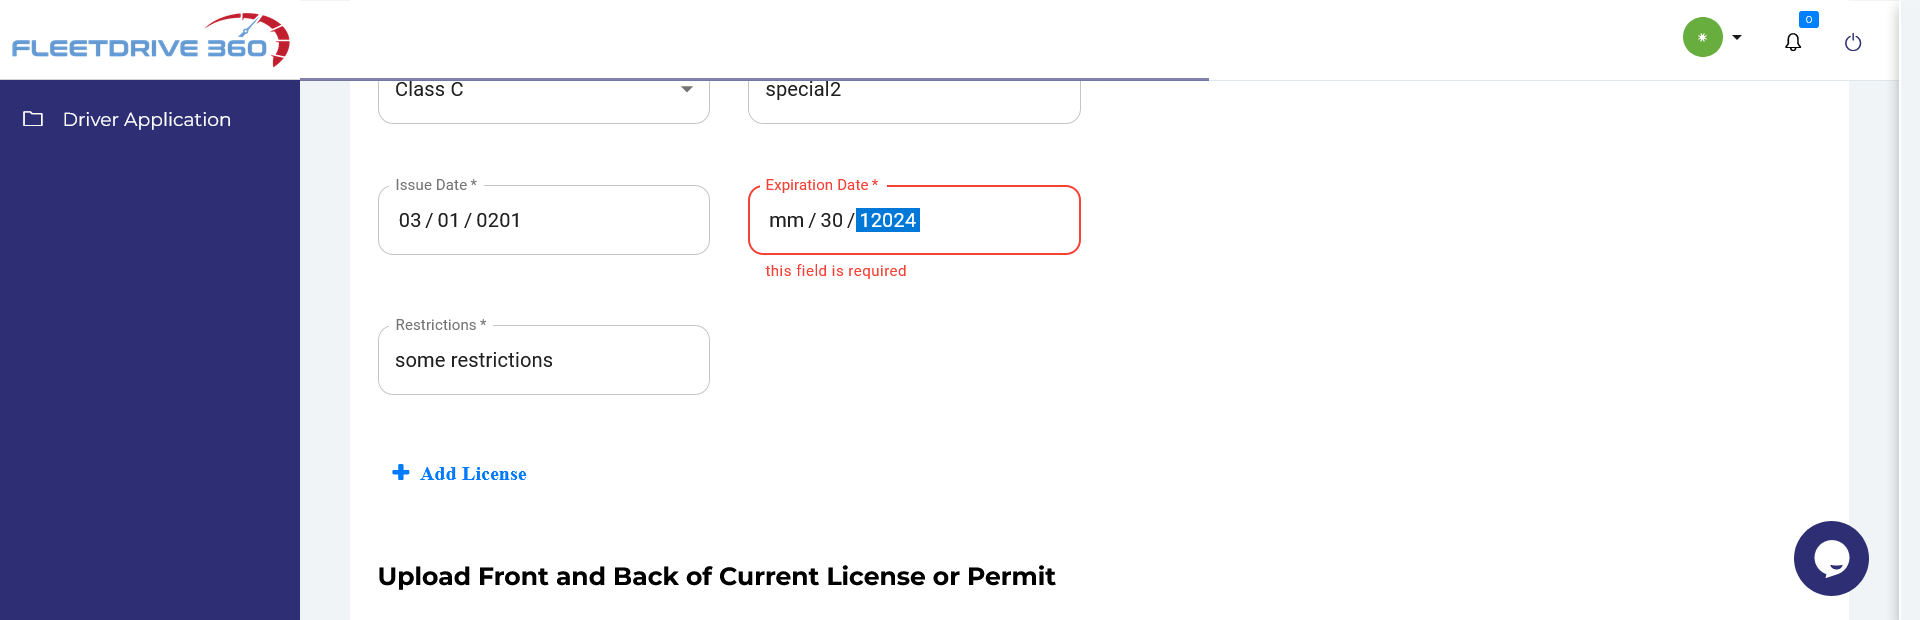 FLEETDRIVE 360
0
Driver Application
Class C
special2
Issue Date *
03 / 01 / 0201
Expiration Date *
mm / 30 / 12024
this field is required
Restrictions *
some restrictions
Add License
Upload Front and Back of Current License or Permit